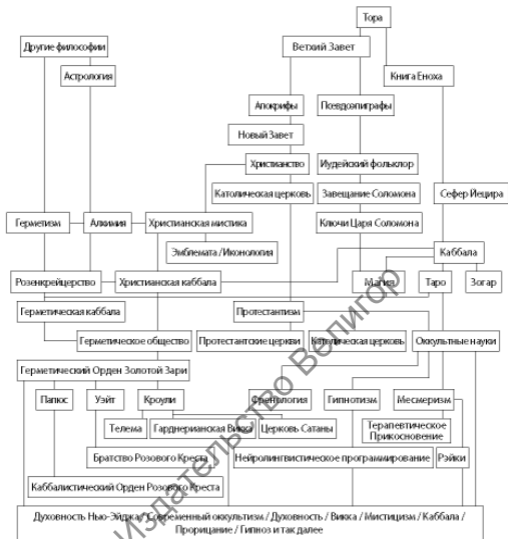 Тора
Другие философии
Ветхий Завет
Астрология
Книга Еноха
Апокрифы
Псевдоэпиграфы
Новый Завет
Христианство
Иудейский фольклор
Католическая церковь
Завещание Соломона
Сефер Йецира
Герметизм
Алхимия
Христианская мистика
Ключи Царя Соломона
Эмблемата / Иконология
Каббала
Розенкрейцерство
Христианская каббала
Магия
Таро
Зогар
Герметическая каббала
Протестантизм
Герметическое общество
Протестантские церкви
Католическая церковь
Оккультные науки
Герметический Орден Золотой Зари
Папюс
Уэйт
Кроули
Френология
Гипнотизм
Месмеризм
Телема
Гарднерианская Викка
Церковь Сатаны
Терапевтическое
Прикосновение
Братство Розового Креста
Нейролингвистическое программирование
Рэйки
Каббалистический Орден Розового Креста
Духовность Нью-Эйджа / Современный оккультизм / Духовность / Викка / Мистицизм / Каббала /
Прорицание / Гипноз и так далее
Издательство Велигор